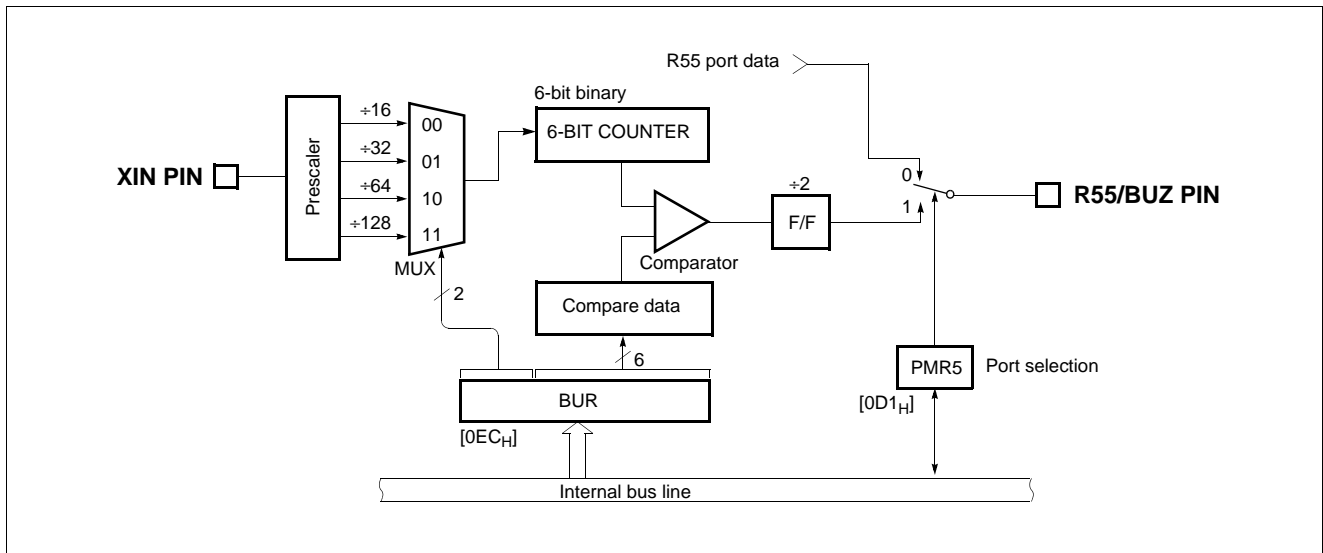 R55 port data
6-bit binary
6-BIT COUNTER
÷16
÷32
÷64
÷128
00
01
10
11
XIN PIN
Prescaler
MUX
2
÷2
F/F
0
1
R55/BUZ PIN
Comparator
Compare data
6
BUR
[0ECH]
PMR5
Port selection
[0D1H]
Internal bus line